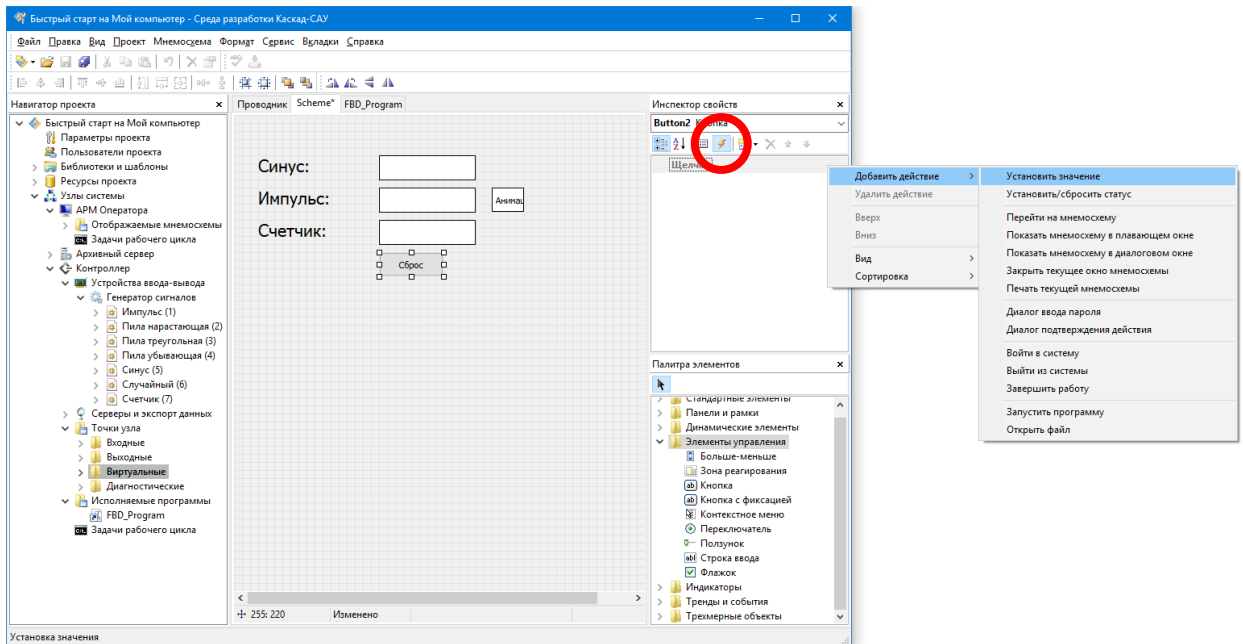 Быстрый старт на Мой компьютер - Среда разработки Каскад-САУ
Файл Правка Вид Проект Мнемосхема Формат Сервис Вкладки Справка
Навигатор проекта
Быстрый старт на Мой компьютер
Параметры проекта
Пользователи проекта
Библиотеки и шаблоны
Ресурсы проекта
Узлы системы
АРМ Оператора
Отображаемые мнемосхемы
Задачи рабочего цикла
Архивный сервер
Контроллер
Устройства ввода-вывода
Генератор сигналов
Импульс (1)
Пила нарастающая (2)
Пила треугольная (3)
Пила убывающая (4)
Синус (5)
Случайный (6)
Счетчик (7)
Серверы и экспорт данных
Точки узла
Входные
Выходные
Виртуальные
Диагностические
Исполняемые программы
FBD_Program
Задачи рабочего цикла
Проводник Scheme* FBD_Program
Синус:
Импульс:
Анимац
Счетчик:
Сброс
255: 220 Изменено
Инспектор свойств
Button2 Кнопка
Палитра элементов
Стандартные элементы
Панели и рамки
Динамические элементы
Элементы управления
Больше-меньше
Зона реагирования
Кнопка
Кнопка с фиксацией
Контекстное меню
Переключатель
Ползунок
Строка ввода
Флажок
Индикаторы
Тренды и события
Трехмерные объекты
Добавить действие
Удалить действие
Вверх
Вниз
Вид
Сортировка
Установить значение
Установить/сбросить статус
Перейти на мнемосхему
Показать мнемосхему в плавающем окне
Показать мнемосхему в диалоговом окне
Закрыть текущее окно мнемосхемы
Печать текущей мнемосхемы
Диалог ввода пароля
Диалог подтверждения действия
Войти в систему
Выйти из системы
Завершить работу
Запустить программу
Открыть файл
Установка значения